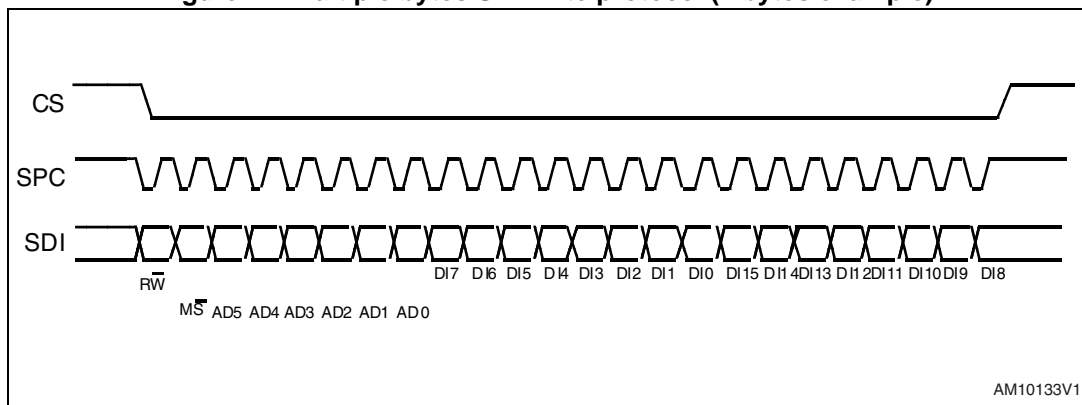 CS
SPC
SDI
RW̅ DI7 DI6 DI5 DI4 DI3 DI2 DI1 DI0 DI15 DI14 DI13 DI12 DI11 DI10 DI9 DI8
MS̅ AD5 AD4 AD3 AD2 AD1 AD0
AM10133V1